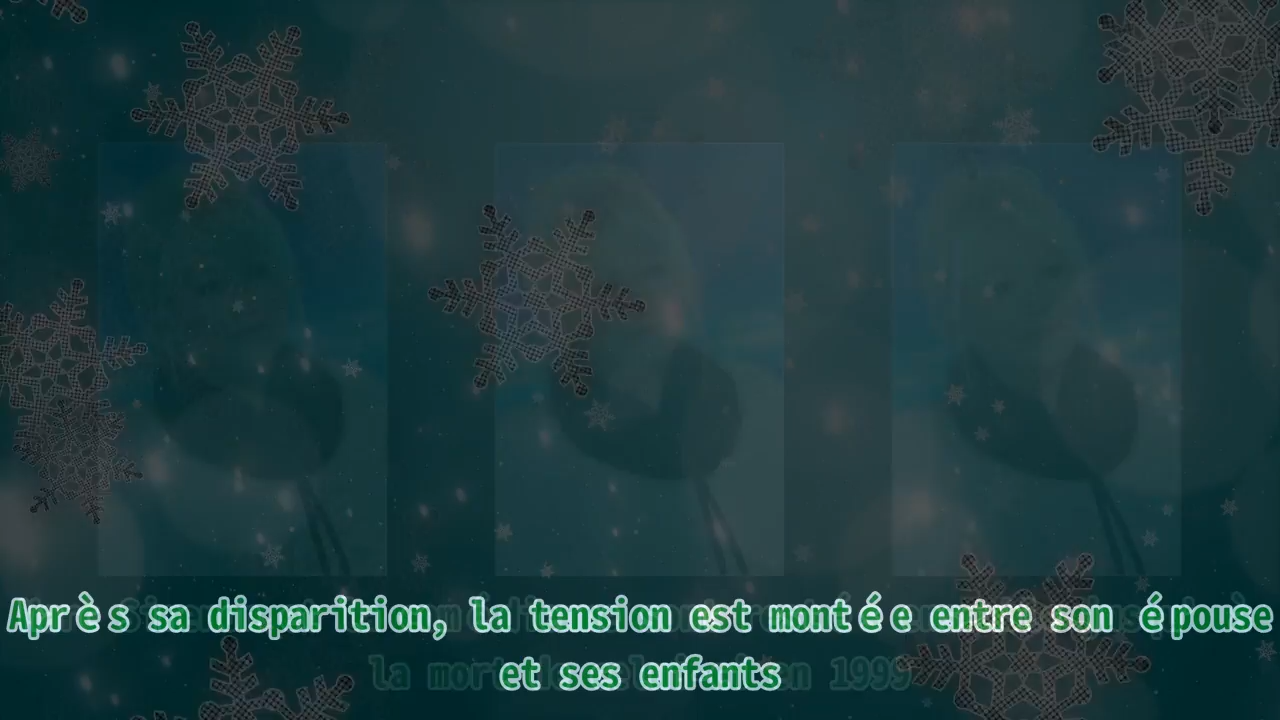 Après sa disparition, la tension est montée entre son épouse
et ses enfants